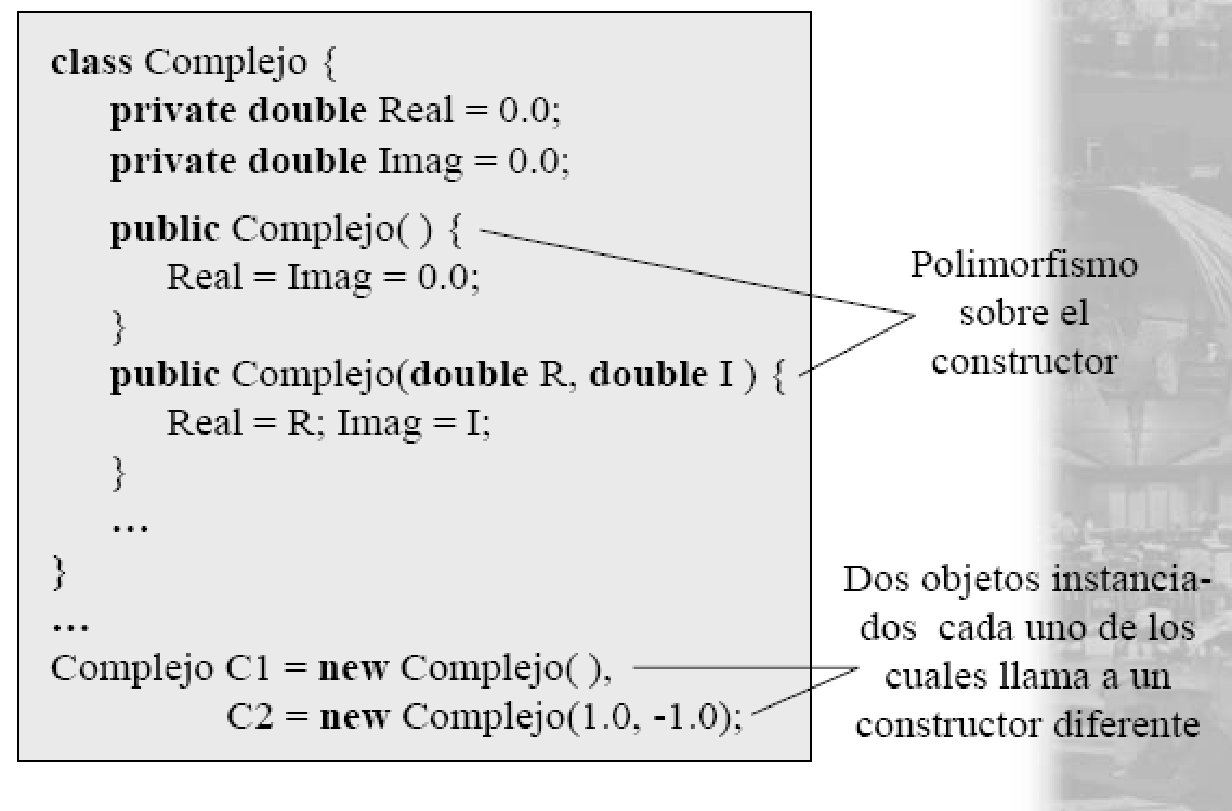 class Complejo {
private double Real = 0.0;
private double Imag = 0.0;
public Complejo( ) {
Real = Imag = 0.0;
}
public Complejo(double R, double I ) {
Real = R; Imag = I;
}
...
}
...
Complejo C1 = new Complejo( ),
C2 = new Complejo(1.0, -1.0);
Polimorfismo
sobre el
constructor
Dos objetos instancia-
dos cada uno de los
cuales llama a un
constructor diferente